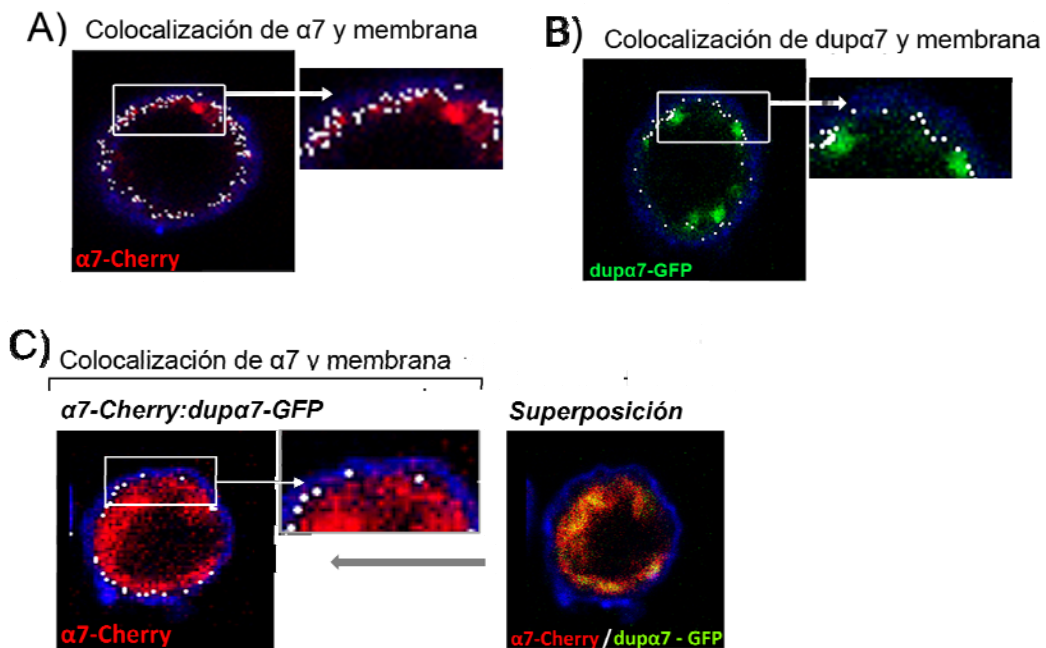 A) Colocalización de α7 y membrana
α7-Cherry
B) Colocalización de dupα7 y membrana
dupα7-GFP
C) Colocalización de α7 y membrana
α7-Cherry:dupα7-GFP
α7-Cherry
Superposición
α7-Cherry/dupα7 - GFP